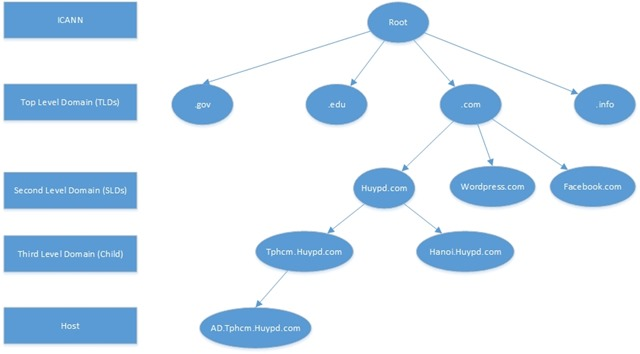 ICANN
Root
Top Level Domain (TLDs)
.gov
.edu
.com
.info
Second Level Domain (SLDs)
Huypd.com
Wordpress.com
Facebook.com
Third Level Domain (Child)
Tphcm.Huypd.com
Hanoi.Huypd.com
Host
AD.Tphcm.Huypd.com